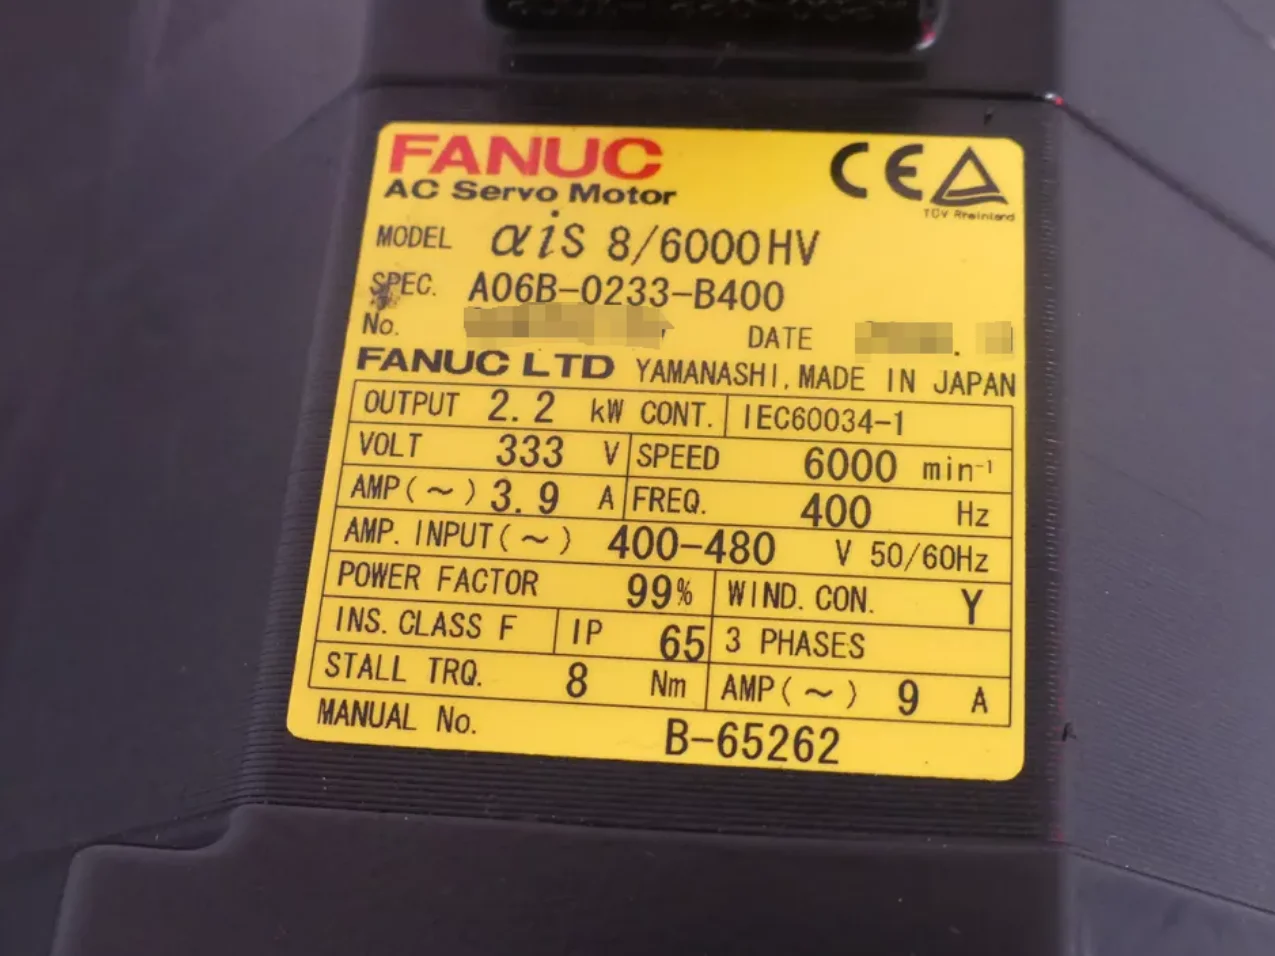 FANUC
AC Servo Motor
CE
TÜV Rheinland
MODEL αiS 8/6000HV
SPEC. A06B-0233-B400
No. DATE
FANUC LTD YAMANASHI, MADE IN JAPAN
OUTPUT 2.2 kW CONT. IEC60034-1
VOLT 333 V SPEED 6000 min⁻¹
AMP(~) 3.9 A FREQ. 400 Hz
AMP. INPUT(~) 400-480 V 50/60Hz
POWER FACTOR 99% WIND. CON. Y
INS. CLASS F IP 65 3 PHASES
STALL TRQ. 8 Nm AMP(~) 9 A
MANUAL No. B-65262